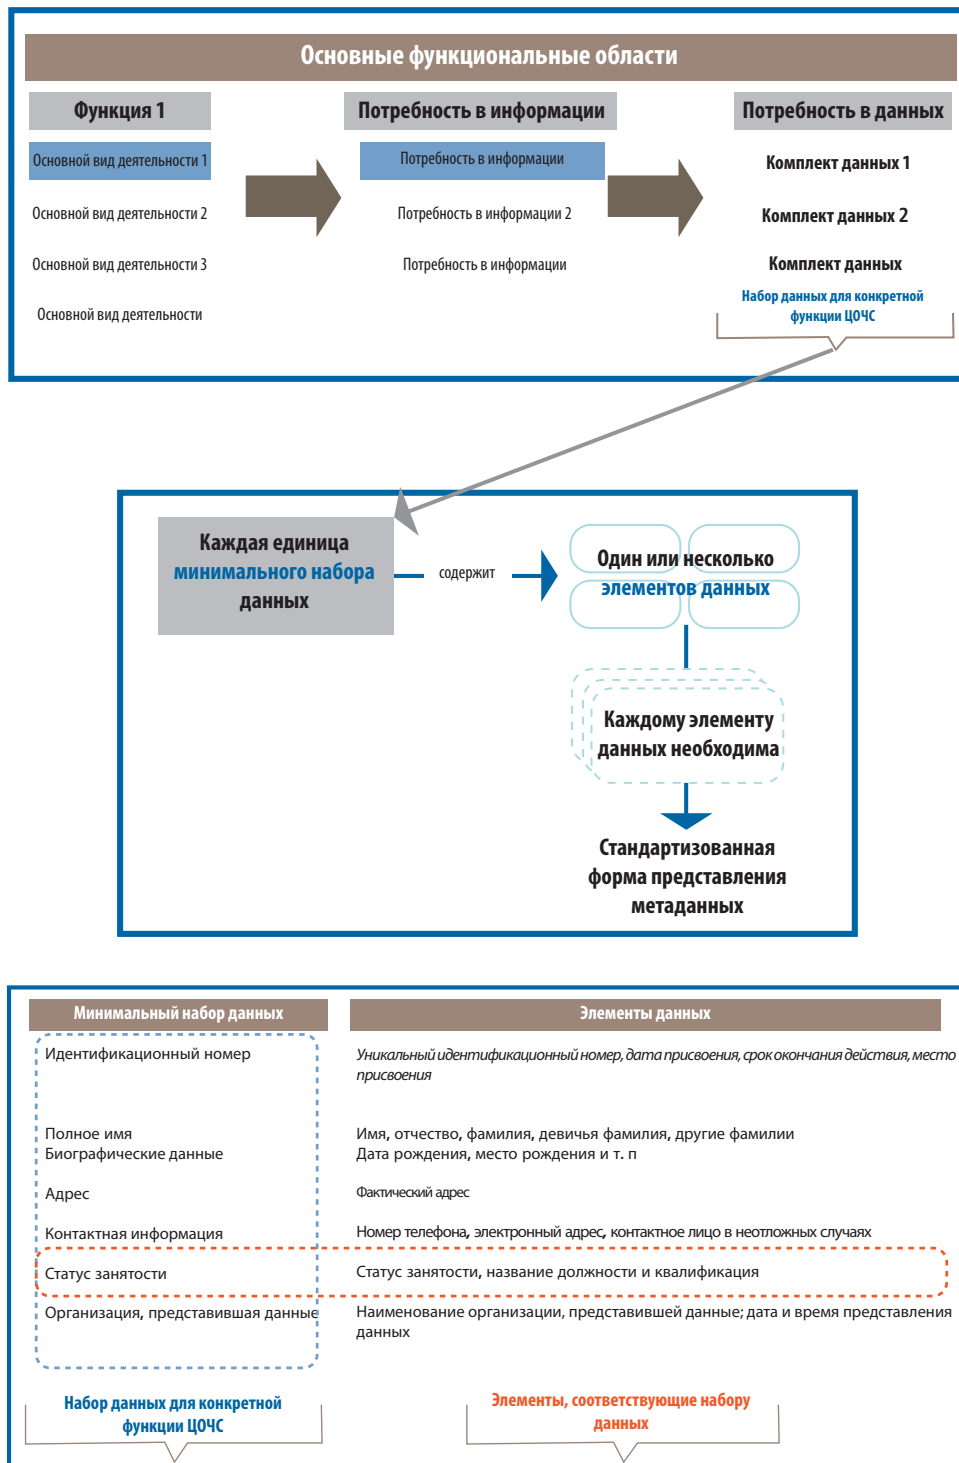 Основные функциональные области
Функция 1
Потребность в информации
Потребность в данных
Основной вид деятельности 1
Потребность в информации
Комплект данных 1
Основной вид деятельности 2
Потребность в информации 2
Комплект данных 2
Основной вид деятельности 3
Потребность в информации
Комплект данных
Основной вид деятельности
Набор данных для конкретной
функции ЦОЧС
Каждая единица
минимального набора
данных
содержит
Один или несколько
элементов данных
Каждому элементу
данных необходима
Стандартизованная
форма представления
метаданных
Минимальный набор данных
Элементы данных
Идентификационный номер
Уникальный идентификационный номер, дата присвоения, срок окончания действия, место
присвоения
Полное имя
Имя, отчество, фамилия, девичья фамилия, другие фамилии
Биографические данные
Дата рождения, место рождения и т. п
Адрес
Фактический адрес
Контактная информация
Номер телефона, электронный адрес, контактное лицо в неотложных случаях
Статус занятости
Статус занятости, название должности и квалификация
Организация, представившая данные
Наименование организации, представившей данные; дата и время представления
данных
Набор данных для конкретной
функции ЦОЧС
Элементы, соответствующие набору
данных